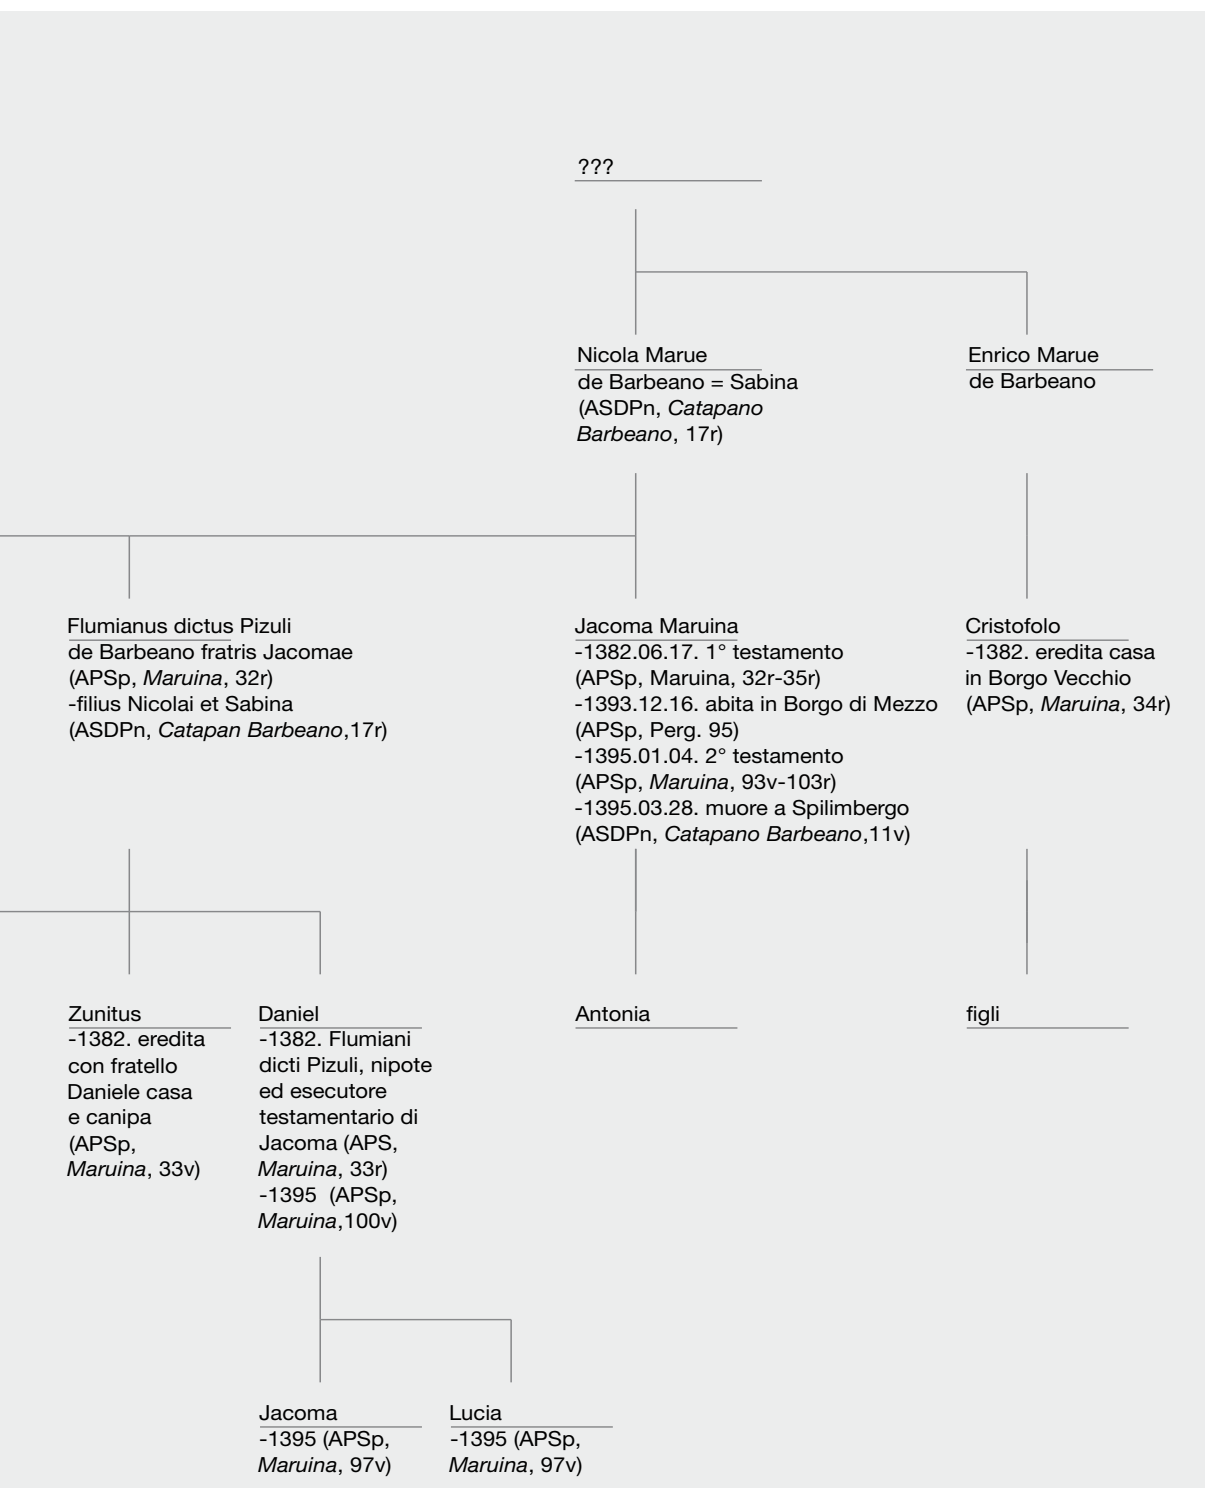 ???
Nicola Marue
de Barbeano = Sabina
(ASDPn, Catapano
Barbeano, 17r)
Enrico Marue
de Barbeano
Flumianus dictus Pizuli
de Barbeano fratris Jacomae
(APSp, Maruina, 32r)
-filius Nicolai et Sabina
(ASDPn, Catapan Barbeano,17r)
Jacoma Maruina
-1382.06.17. 1° testamento
(APSp, Maruina, 32r-35r)
-1393.12.16. abita in Borgo di Mezzo
(APSp, Perg. 95)
-1395.01.04. 2° testamento
(APSp, Maruina, 93v-103r)
-1395.03.28. muore a Spilimbergo
(ASDPn, Catapano Barbeano,11v)
Cristofolo
-1382. eredita casa
in Borgo Vecchio
(APSp, Maruina, 34r)
Zunitus
-1382. eredita
con fratello
Daniele casa
e canipa
(APSp,
Maruina, 33v)
Daniel
-1382. Flumiani
dicti Pizuli, nipote
ed esecutore
testamentario di
Jacoma (APS,
Maruina, 33r)
-1395  (APSp,
Maruina,100v)
Antonia
figli
Jacoma
-1395 (APSp,
Maruina, 97v)
Lucia
-1395 (APSp,
Maruina, 97v)